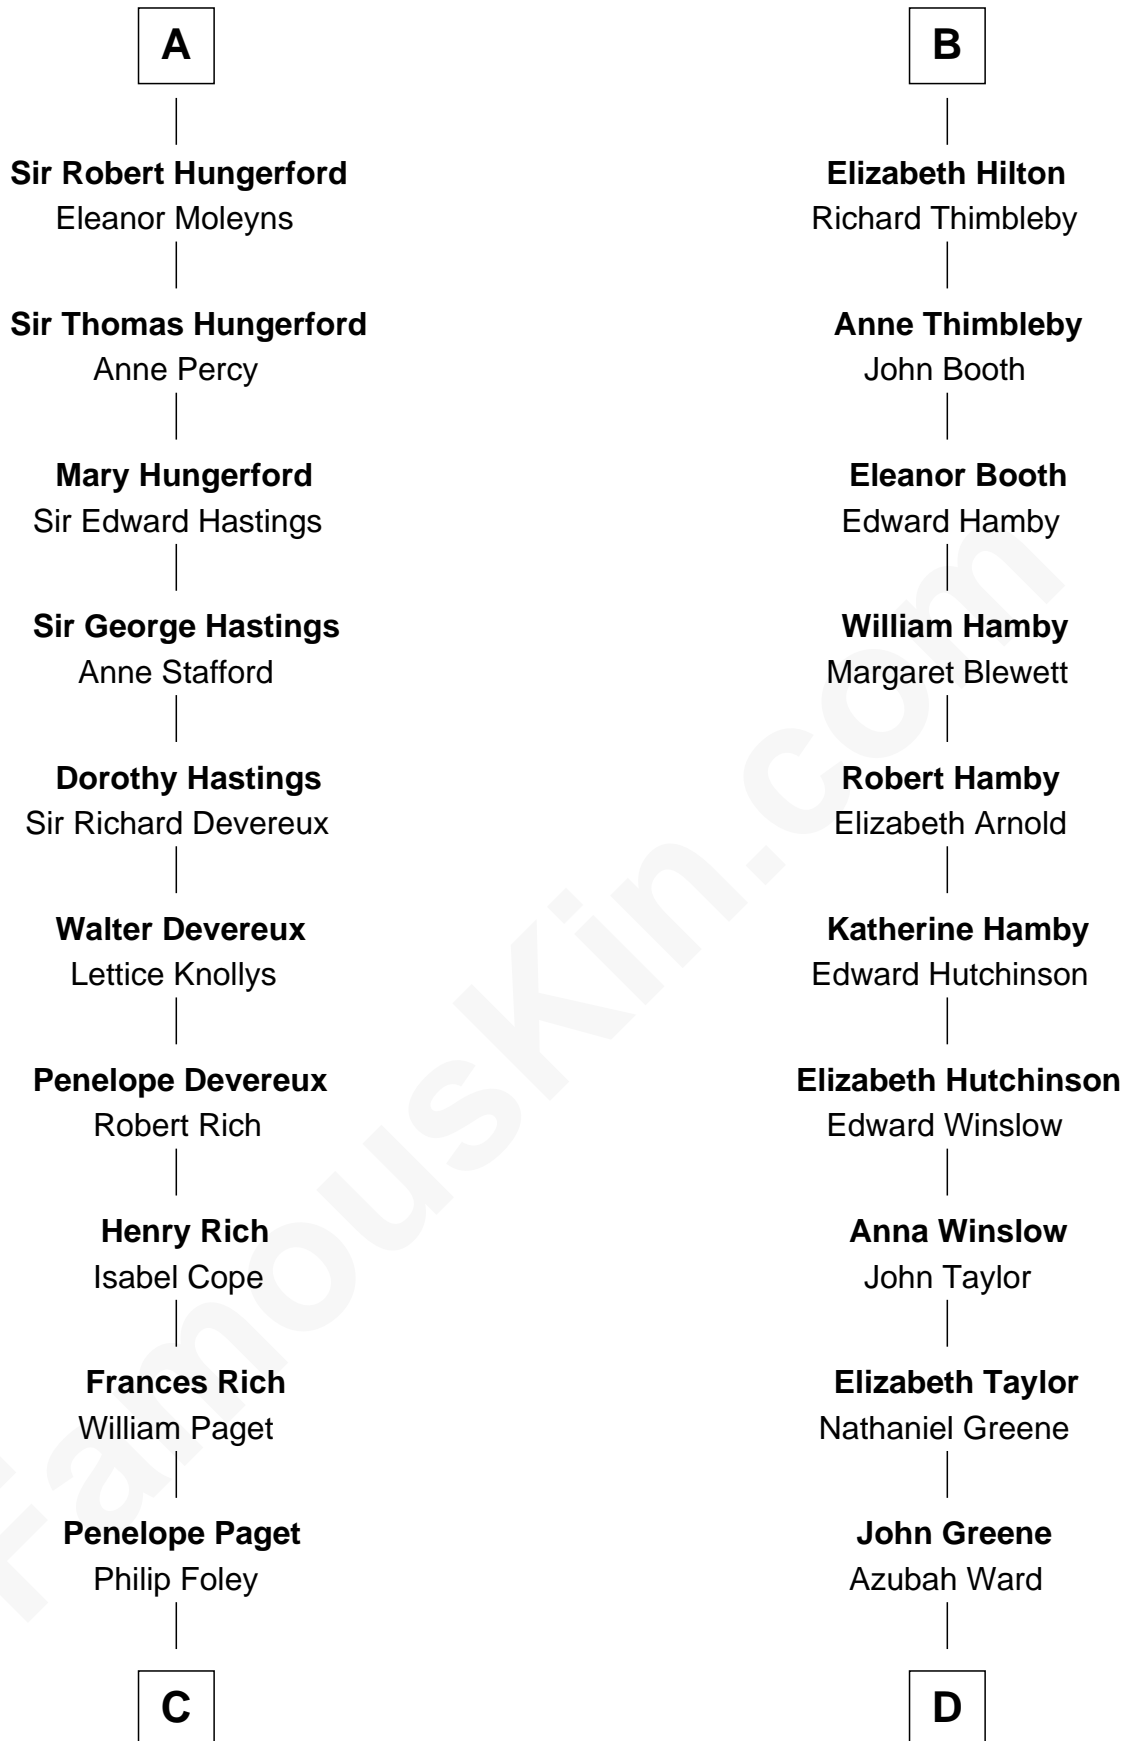 A
Sir Robert Hungerford
Eleanor Moleyns
Sir Thomas Hungerford
Anne Percy
Mary Hungerford
Sir Edward Hastings
Sir George Hastings
Anne Stafford
Dorothy Hastings
Sir Richard Devereux
Walter Devereux
Lettice Knollys
Penelope Devereux
Robert Rich
Henry Rich
Isabel Cope
Frances Rich
William Paget
Penelope Paget
Philip Foley
C
B
Elizabeth Hilton
Richard Thimbleby
Anne Thimbleby
John Booth
Eleanor Booth
Edward Hamby
William Hamby
Margaret Blewett
Robert Hamby
Elizabeth Arnold
Katherine Hamby
Edward Hutchinson
Elizabeth Hutchinson
Edward Winslow
Anna Winslow
John Taylor
Elizabeth Taylor
Nathaniel Greene
John Greene
Azubah Ward
D
FamousKin.com